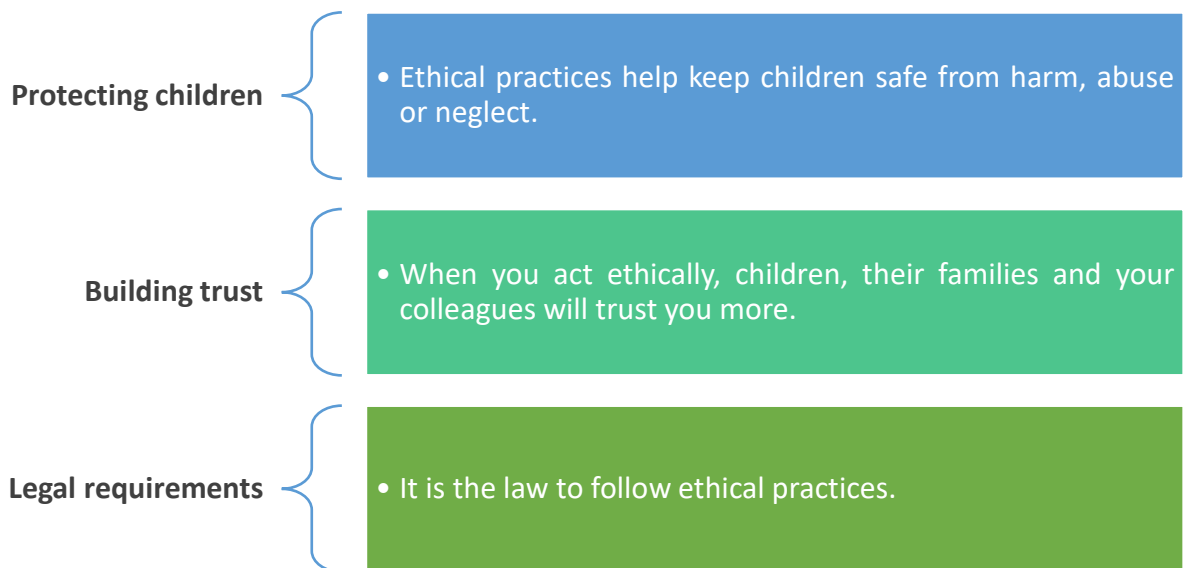 Protecting children
• Ethical practices help keep children safe from harm, abuse
or neglect.
Building trust
• When you act ethically, children, their families and your
colleagues will trust you more.
Legal requirements
• It is the law to follow ethical practices.